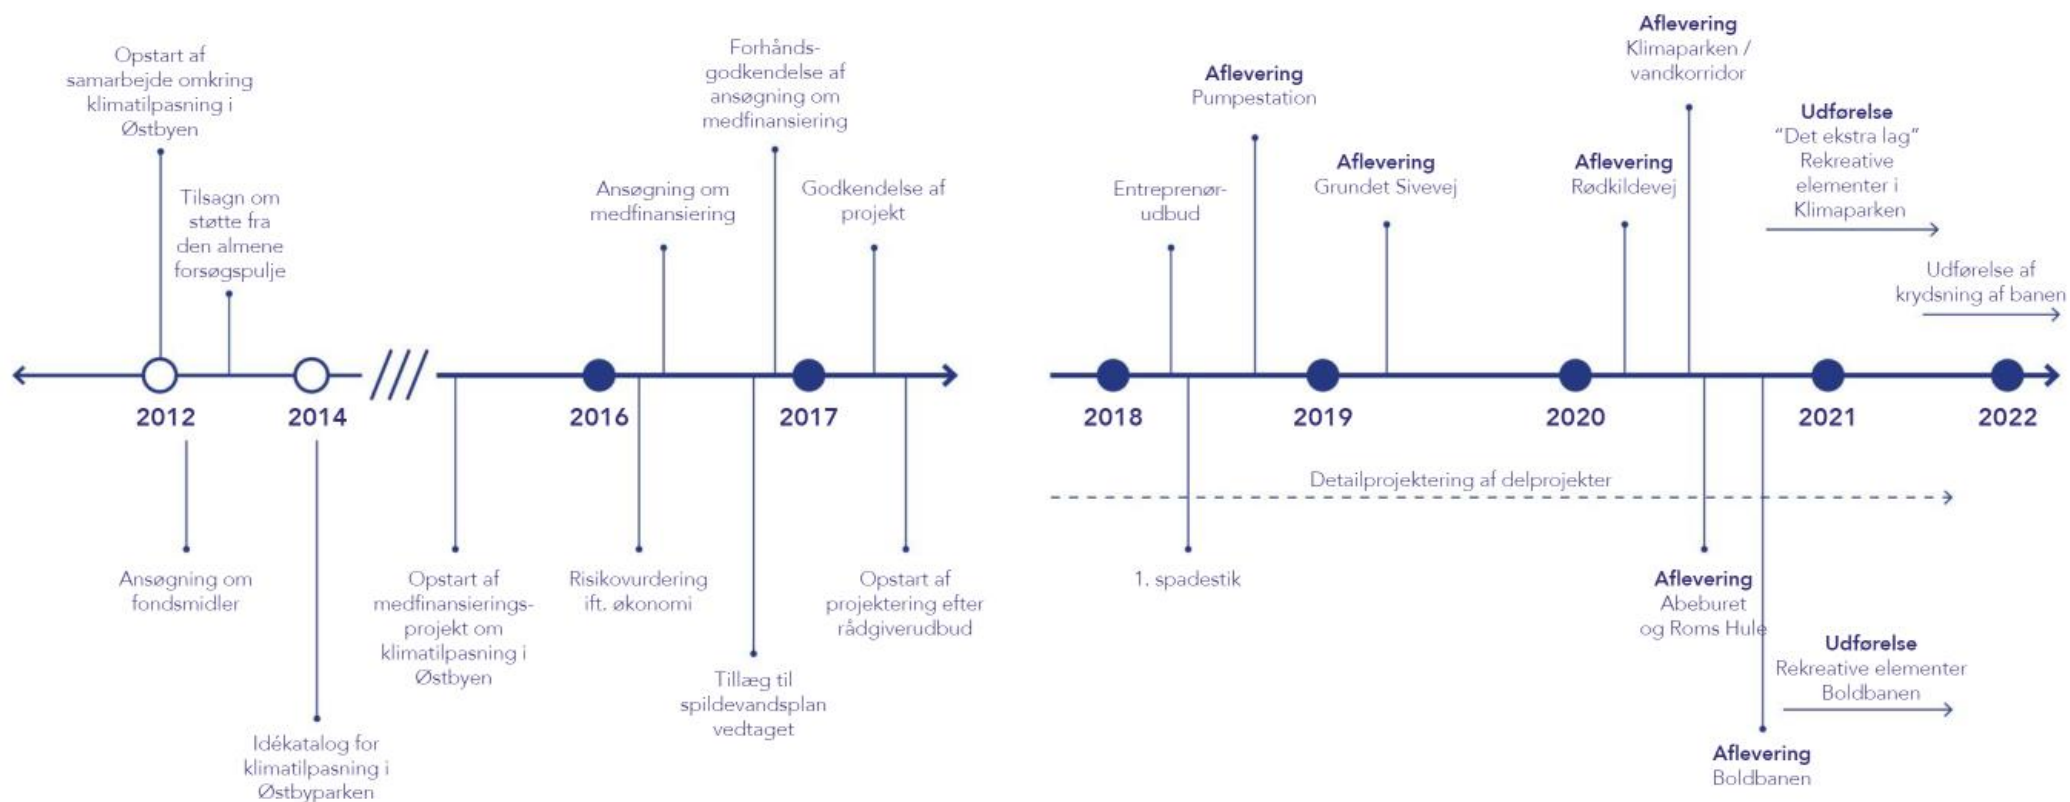 Opstart af
samarbejde omkring
klimatilpasning i
Østbyen
Tilsagn om
støtte fra
den almene
forsøgspulje
Ansøgning om
medfinansiering
Forhånds-
godkendelse af
ansøgning om
medfinansiering
Godkendelse af
projekt
Entreprenør-
udbud
Aflevering
Pumpestation
Aflevering
Grundet Sivevej
Aflevering
Rødkildevej
Aflevering
Klimaparken /
vandkorridor
Udførelse
“Det ekstra lag”
Rekreative
elementer i
Klimaparken
Udførelse af
krydsning af banen
2012
2014
2016
2017
2018
2019
2020
2021
2022
Detailprojektering af delprojekter
Ansøgning om
fondsmidler
Idékatalog for
klimatilpasning i
Østbyparken
Opstart af
medfinansierings-
projekt om
klimatilpasning i
Østbyen
Risikovurdering
ift. økonomi
Tillæg til
spildevandsplan
vedtaget
Opstart af
projektering efter
rådgiverudbud
1. spadestik
Aflevering
Abeburet
og Roms Hule
Udførelse
Rekreative elementer
Boldbanen
Aflevering
Boldbanen